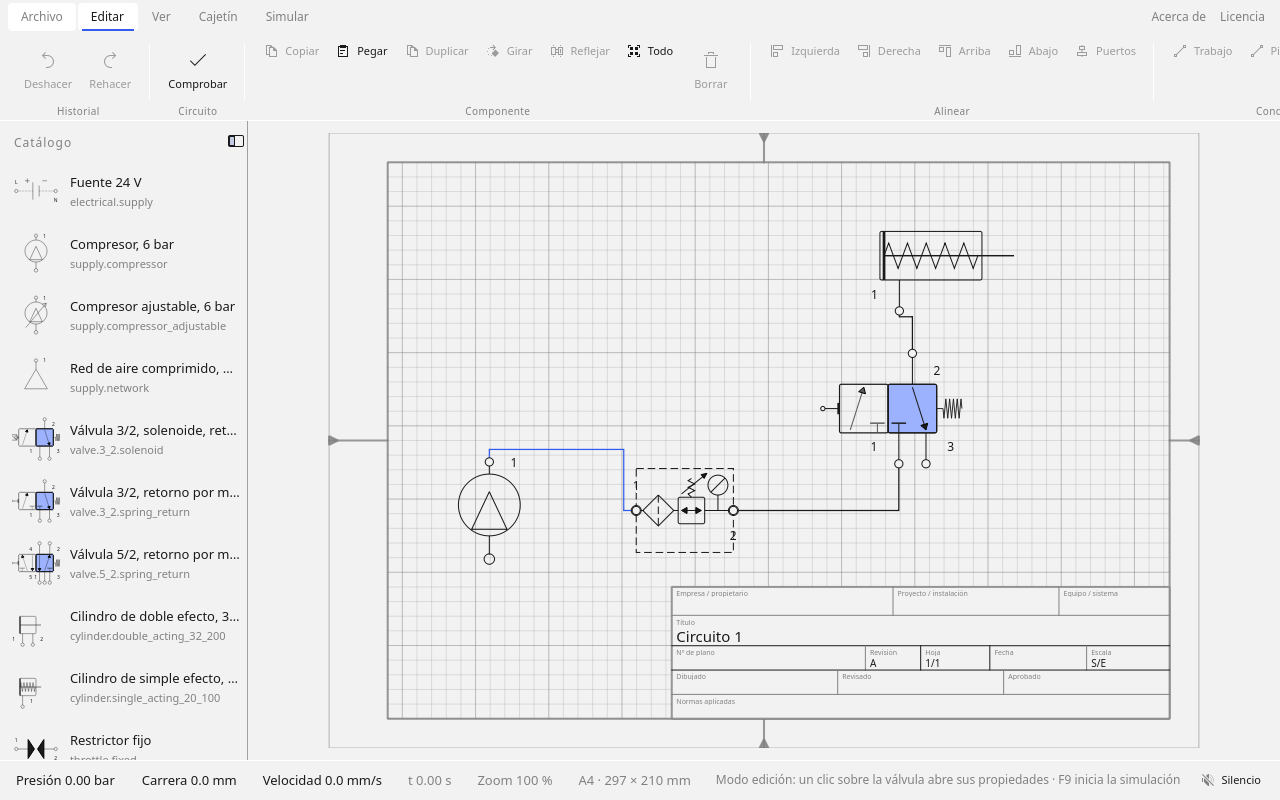 Archivo
Editar
Ver
Cajetín
Simular
Acerca de
Licencia
Deshacer
Rehacer
Historial
Comprobar
Circuito
Copiar
Pegar
Duplicar
Girar
Reflejar
Todo
Borrar
Componente
Izquierda
Derecha
Arriba
Abajo
Puertos
Alinear
Trabajo
Catálogo
Fuente 24 V
electrical.supply
Compresor, 6 bar
supply.compressor
Compresor ajustable, 6 bar
supply.compressor_adjustable
Red de aire comprimido, ...
supply.network
Válvula 3/2, solenoide, ret...
valve.3_2.solenoid
Válvula 3/2, retorno por m...
valve.3_2.spring_return
Válvula 5/2, retorno por m...
valve.5_2.spring_return
Cilindro de doble efecto, 3...
cylinder.double_acting_32_200
Cilindro de simple efecto, ...
cylinder.single_acting_20_100
Restrictor fijo
throttle.fixed
1
2
1
3
1
1
2
Empresa / propietario
Proyecto / instalación
Equipo / sistema
Título
Circuito 1
Nº de plano
Revisión
A
Hoja
1/1
Fecha
Escala
S/E
Dibujado
Revisado
Aprobado
Normas aplicadas
Presión 0.00 bar
Carrera 0.0 mm
Velocidad 0.0 mm/s
t 0.00 s
Zoom 100 %
A4 · 297 × 210 mm
Modo edición: un clic sobre la válvula abre sus propiedades · F9 inicia la simulación
Silencio